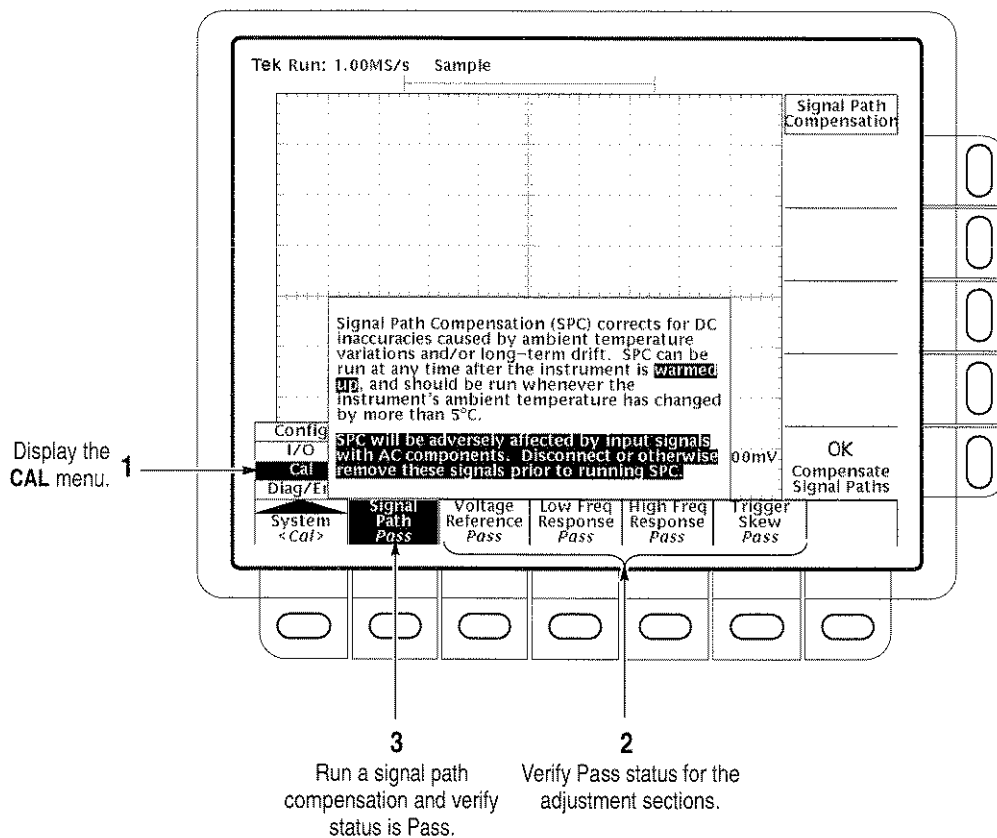 Tek Run: 1.00MS/s Sample
Signal Path
Compensation
Signal Path Compensation (SPC) corrects for DC
inaccuracies caused by ambient temperature
variations and/or long-term drift. SPC can be
run at any time after the instrument is warmed
up, and should be run whenever the
instrument's ambient temperature has changed
by more than 5°C.
SPC will be adversely affected by input signals
with AC components. Disconnect or otherwise
remove these signals prior to running SPC.
Config
I/O
Cal
Diag/Er
00mV
OK
Compensate
Signal Paths
System
<Cal>
Signal
Path
Pass
Voltage
Reference
Pass
Low Freq
Response
Pass
High Freq
Response
Pass
Trigger
Skew
Pass
Display the
CAL menu.
1
3
Run a signal path
compensation and verify
status is Pass.
2
Verify Pass status for the
adjustment sections.